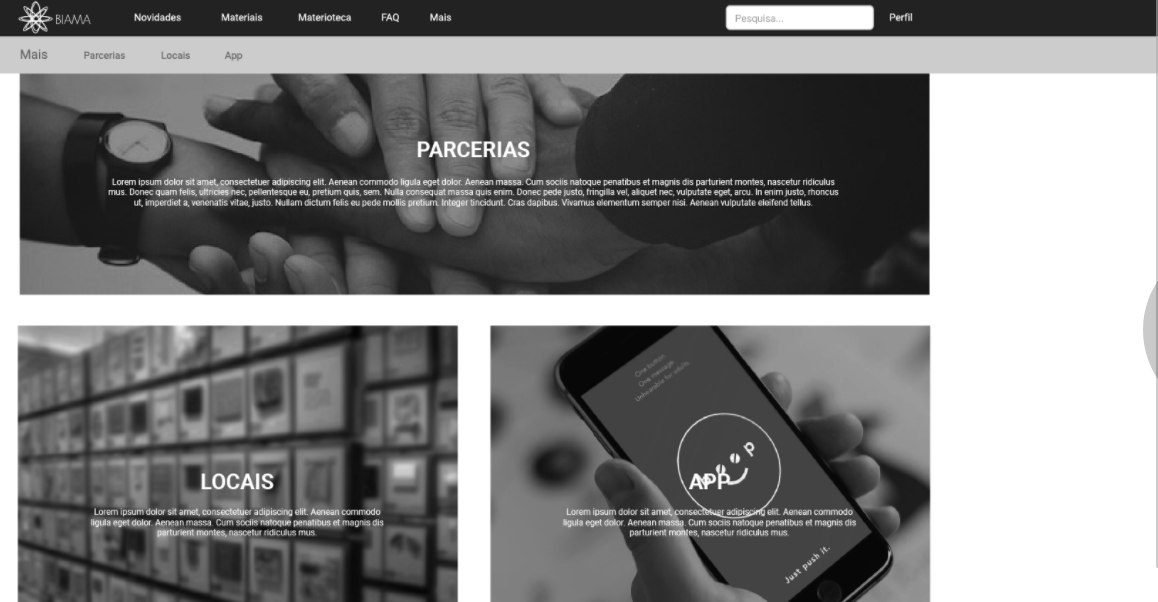 BIAMA
Novidades
Materiais
Materioteca
FAQ
Mais
Pesquisa...
Perfil
Mais
Parcerias
Locais
App
PARCERIAS
Lorem ipsum dolor sit amet, consectetuer adipiscing elit. Aenean commodo ligula eget dolor. Aenean massa. Cum sociis natoque penatibus et magnis dis parturient montes, nascetur ridiculus
mus. Donec quam felis, ultricies nec, pellentesque eu, pretium quis, sem. Nulla consequat massa quis enim. Donec pede justo, fringilla vel, aliquet nec, vulputate eget, arcu. In enim justo, rhoncus
ut, imperdiet a, venenatis vitae, justo. Nullam dictum felis eu pede mollis pretium. Integer tincidunt. Cras dapibus. Vivamus elementum semper nisi. Aenean vulputate eleifend tellus.
LOCAIS
Lorem ipsum dolor sit amet, consectetuer adipiscing elit. Aenean commodo
ligula eget dolor. Aenean massa. Cum sociis natoque penatibus et magnis dis
parturient montes, nascetur ridiculus mus.
One button.
One message.
Unbearable for adults.
APP
Lorem ipsum dolor sit amet, consectetuer adipiscing elit. Aenean commodo
ligula eget dolor. Aenean massa. Cum sociis natoque penatibus et magnis dis
parturient montes, nascetur ridiculus mus.
Just push it.